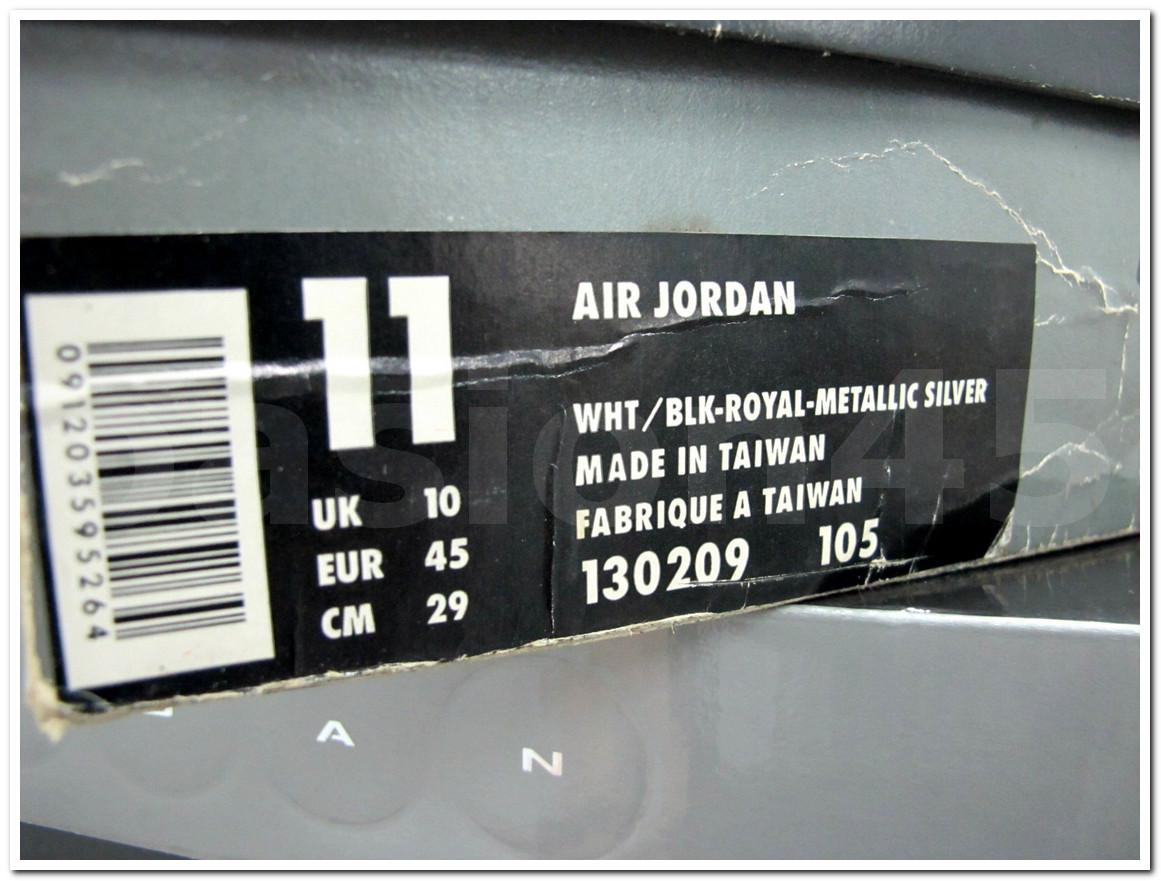 091203595264
11
UK 10
EUR 45
CM 29
AIR JORDAN
WHT/BLK-ROYAL-METALLIC SILVER
MADE IN TAIWAN
FABRIQUE A TAIWAN
130209 105
A N